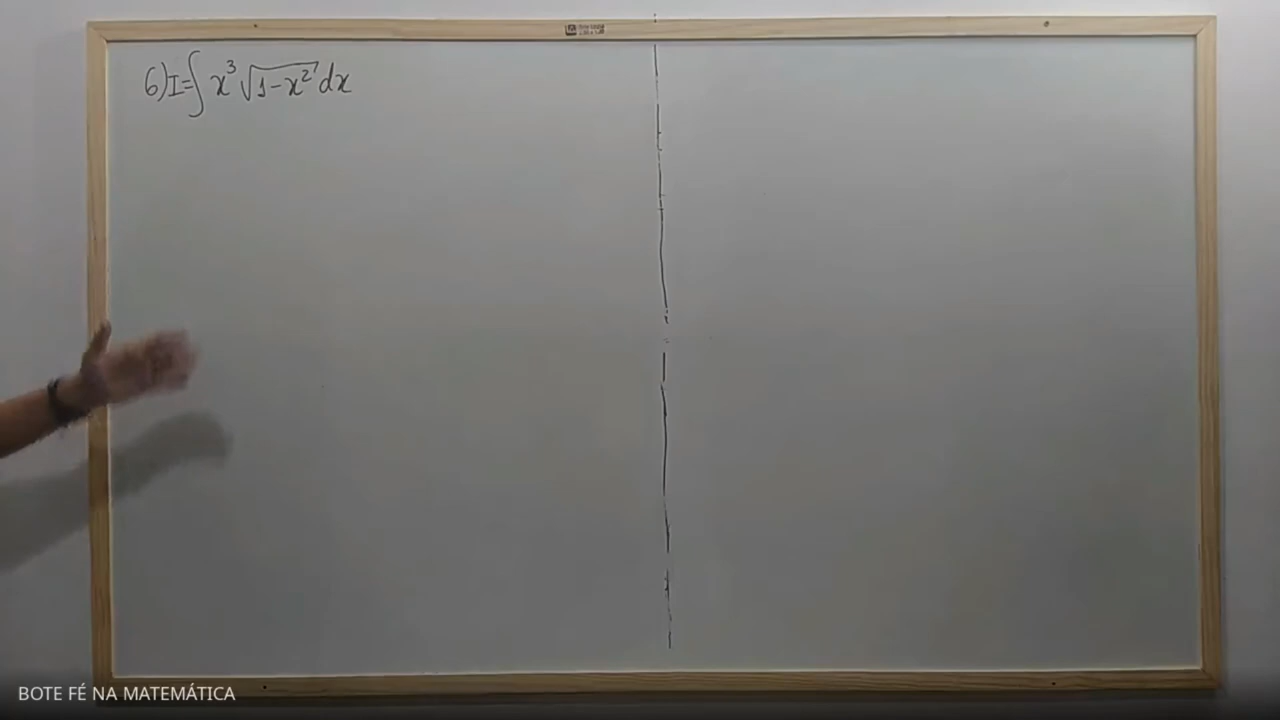 6) I=∫ x³ √(1-x²) dx
BOTE FÉ NA MATEMÁTICA